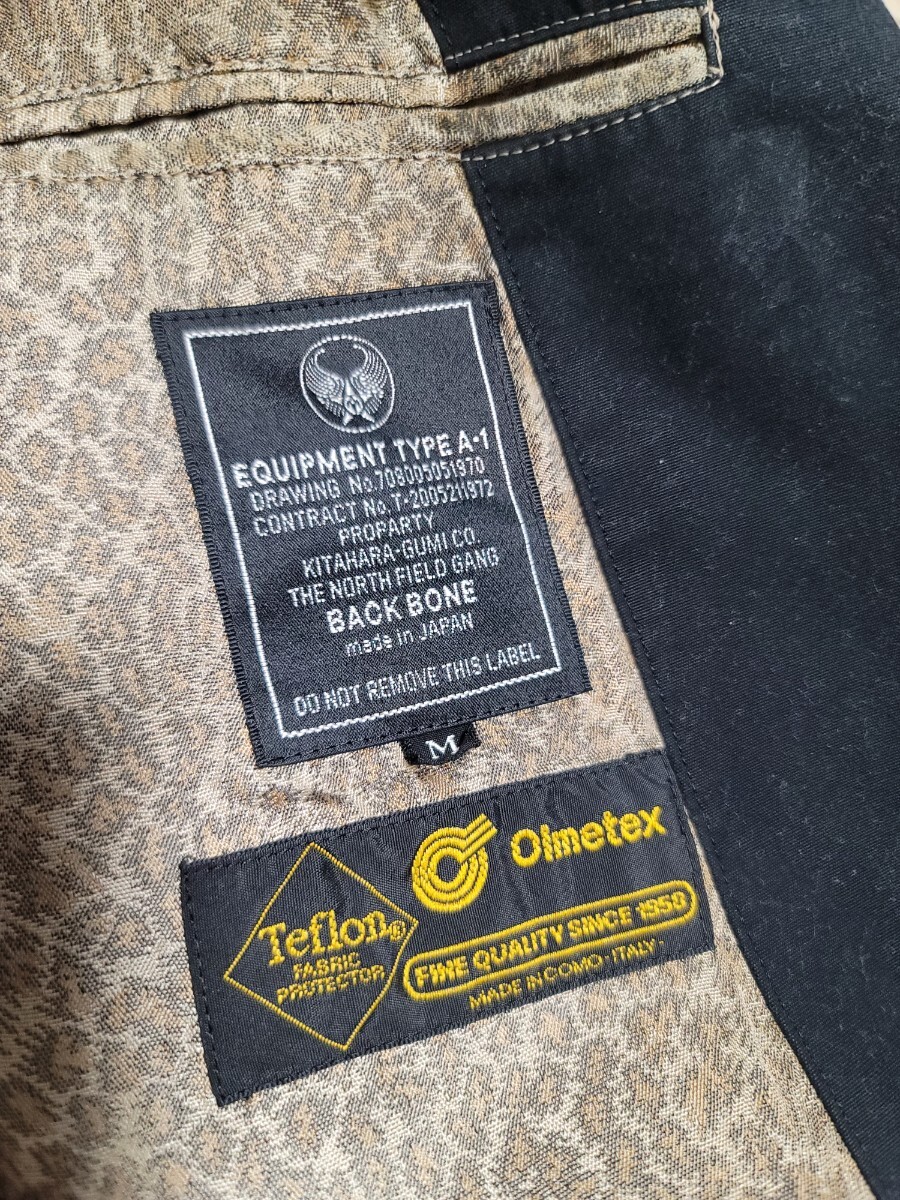 EQUIPMENT TYPE A-1
DRAWING No.709005051970
CONTRACT No. T-2005211972
PROPARTY
KITAHARA-GUMI CO.
THE NORTH FIELD GANG
BACK BONE
made in JAPAN
DO NOT REMOVE THIS LABEL
M
Olmetex
Teflon®
FABRIC
PROTECTOR
FINE QUALITY SINCE 1958
MADE IN COMO·ITALY·